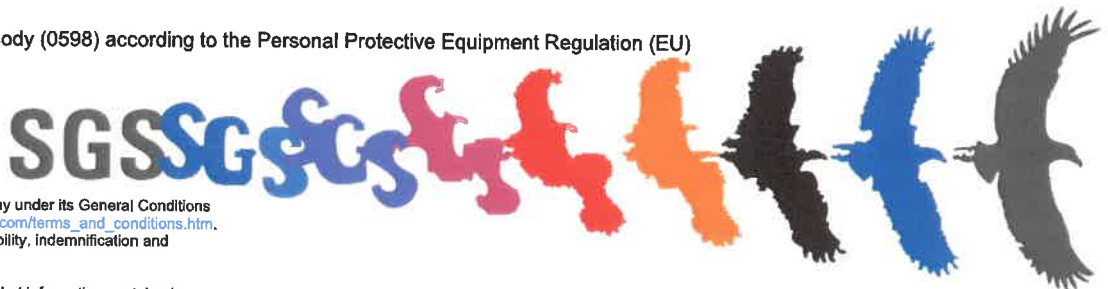 ody (0598) according to the Personal Protective Equipment Regulation (EU)
SGSSGSSGS
y under its General Conditions
com/terms_and_conditions.htm.
bility, indemnification and